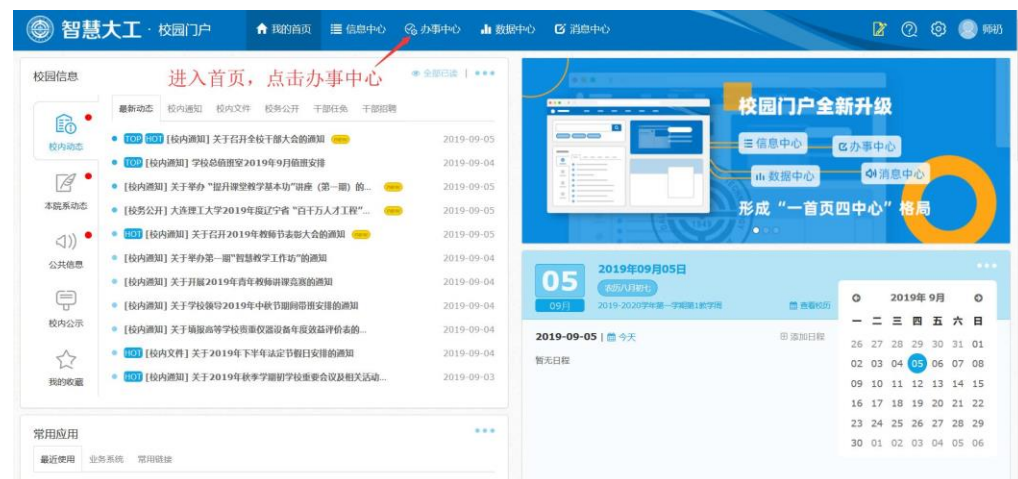 智慧大工 · 校园门户
我的首页 信息中心 办事中心 数据中心 消息中心
校园信息
进入首页，点击办事中心
全部已读
最新动态 校内通知 校内文件 校务公开 干部任免 干部招聘
校内动态
本院系动态
公共信息
校内公示
我的收藏
TOP HOT [校内通知] 关于召开全校干部大会的通知 new 2019-09-05
TOP [校内通知] 学校总值班室2019年9月值班安排 2019-09-04
[校内通知] 关于举办 "提升课堂教学基本功"讲座（第一期）的... new 2019-09-05
[校务公开] 大连理工大学2019年度辽宁省 "百千万人才工程"... new 2019-09-05
HOT [校内通知] 关于召开2019年教师节表彰大会的通知 new 2019-09-05
[校内通知] 关于举办第一期"智慧教学工作坊"的通知 2019-09-04
[校内通知] 关于开展2019年青年教师讲课竞赛的通知 2019-09-04
[校内通知] 关于学校领导2019年中秋节期间带班安排的通知 2019-09-04
[校内通知] 关于填报高等学校贵重仪器设备年度效益评价表的... 2019-09-04
HOT [校内文件] 关于2019年下半年法定节假日安排的通知 2019-09-04
HOT [校内通知] 关于2019年秋季学期初学校重要会议及相关活动... 2019-09-03
常用应用
最近使用 业务系统 常用链接
校园门户全新升级
信息中心
办事中心
数据中心
消息中心
形成 "一首页四中心" 格局
05
09月
2019年09月05日
农历八月初七
2019-2020学年第一学期第1教学周
查看校历
2019-09-05 | 今天
添加日程
暂无日程
2019年 9月
一 二 三 四 五 六 日
26 27 28 29 30 31 01
02 03 04 05 06 07 08
09 10 11 12 13 14 15
16 17 18 19 20 21 22
23 24 25 26 27 28 29
30 01 02 03 04 05 06